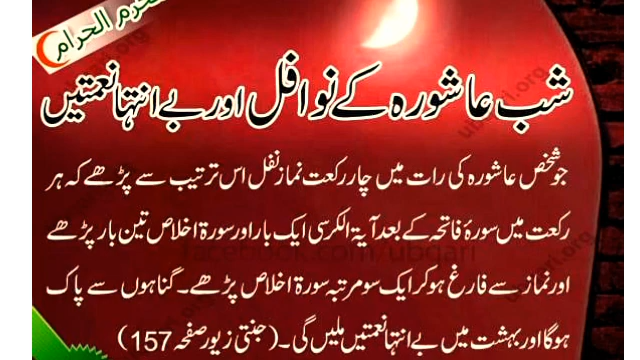 محرم الحرام
شب عاشورہ کے نوافل اور بے انتہا نعمتیں
جو شخص عاشورہ کی رات میں چار رکعت نماز نفل اس ترتیب سے پڑھے کہ ہر
رکعت میں سورۂ فاتحہ کے بعد آیۃ الکرسی ایک بار اور سورۃ اخلاص تین بار پڑھے
facebook.com/ubqari
اور نماز سے فارغ ہو کر ایک سو مرتبہ سورۃ اخلاص پڑھے۔ گناہوں سے پاک
ہوگا اور بہشت میں بے انتہا نعمتیں ملیں گی۔ (جنتی زیور صفحہ 157)